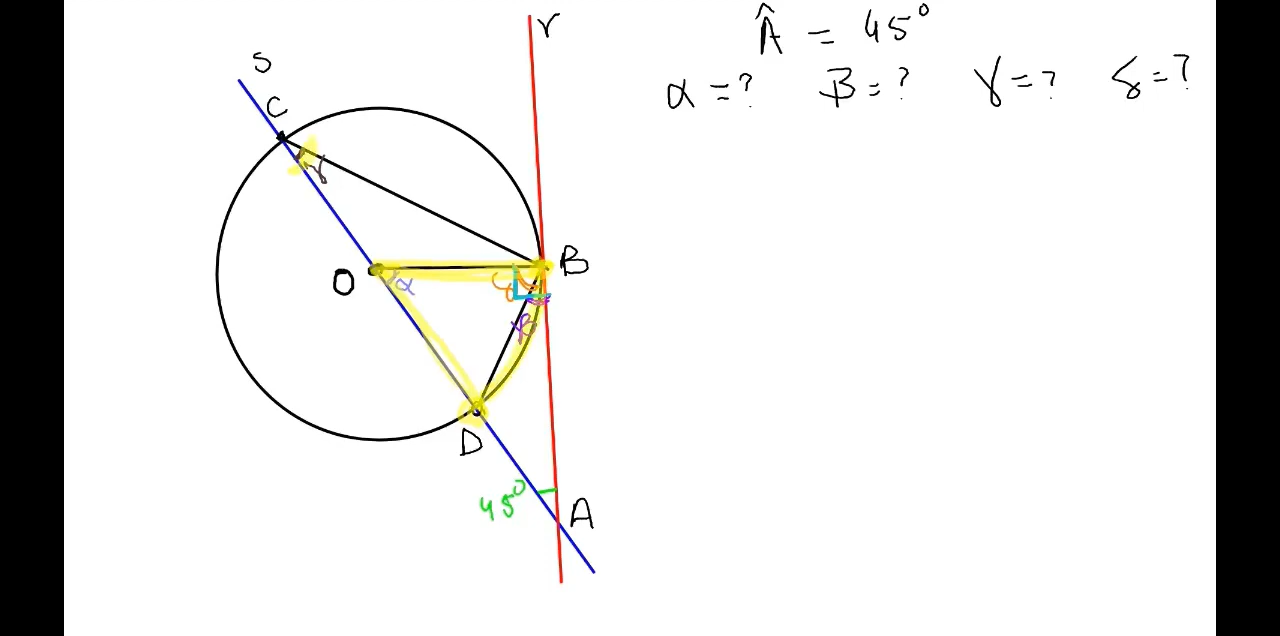 Â = 45°
α = ? β = ? γ = ? δ = ?
r
S
C
γ
B
O
α
δ
β
D
45°
A